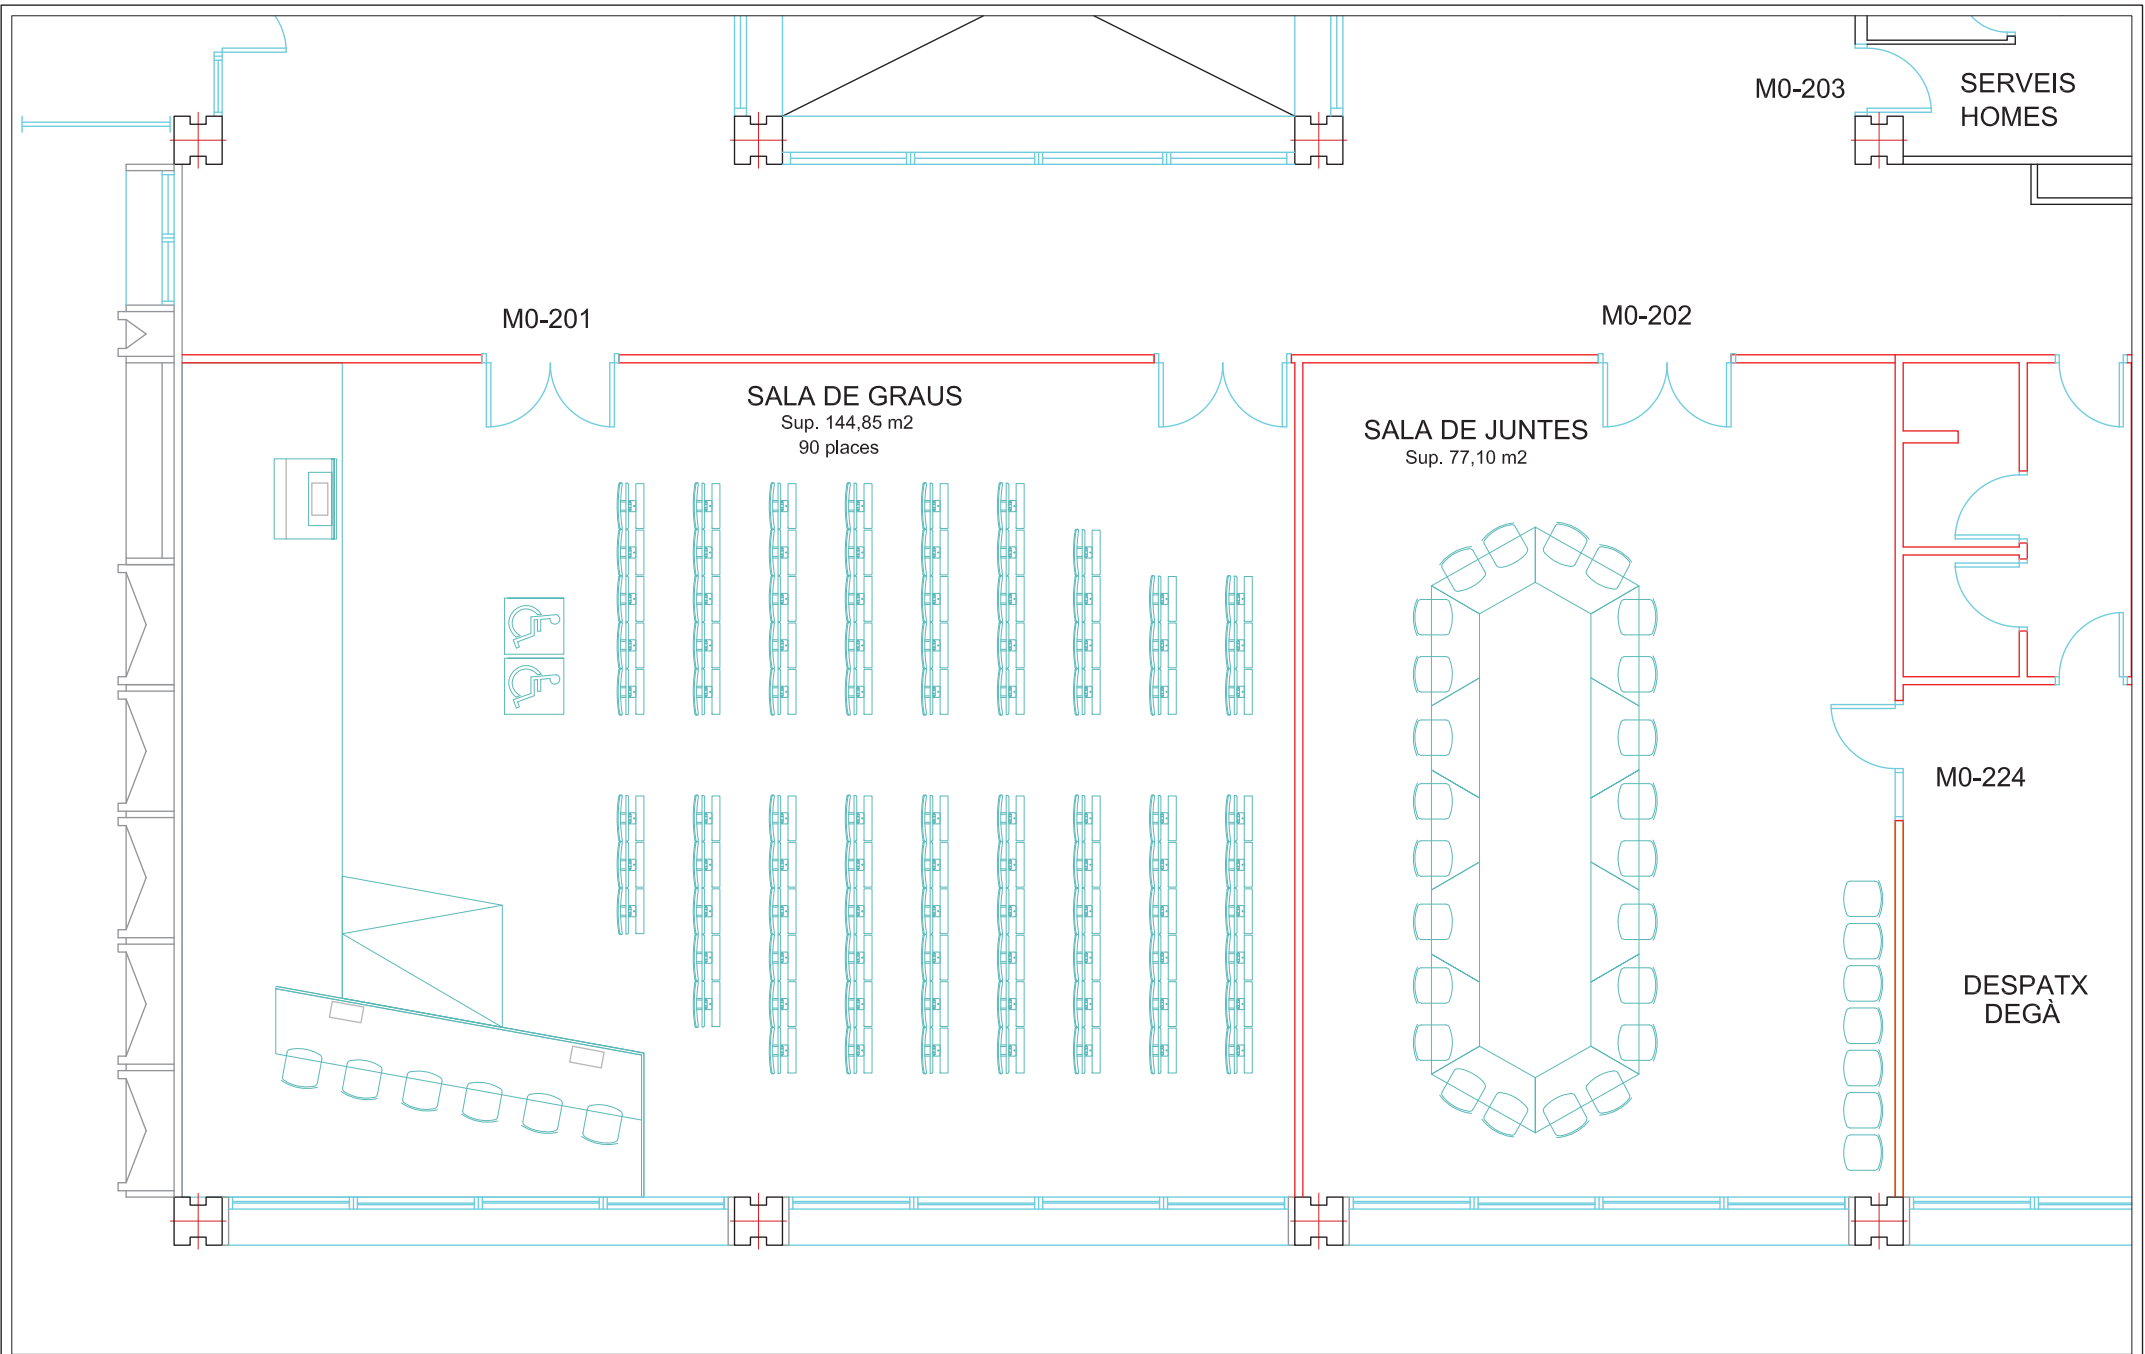 M0-203
SERVEIS
HOMES
M0-201
M0-202
SALA DE GRAUS
Sup. 144,85 m2
90 places
SALA DE JUNTES
Sup. 77,10 m2
M0-224
DESPATX
DEGÀ